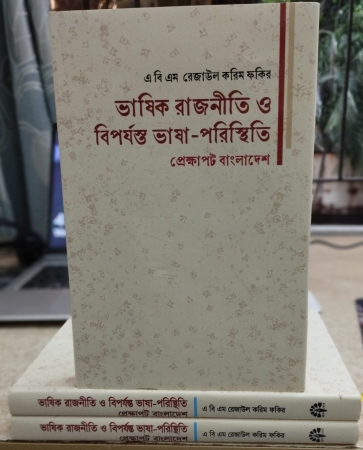 এ বি এম রেজাউল করিম ফকির
ভাষিক রাজনীতি ও
বিপর্যস্ত ভাষা-পরিস্থিতি
প্রেক্ষাপট বাংলাদেশ
ভাষিক রাজনীতি ও বিপর্যস্ত ভাষা-পরিস্থিতি
প্রেক্ষাপট বাংলাদেশ
এ বি এম রেজাউল করিম ফকির
ভাষিক রাজনীতি ও বিপর্যস্ত ভাষা-পরিস্থিতি
প্রেক্ষাপট বাংলাদেশ
এ বি এম রেজাউল করিম ফকির